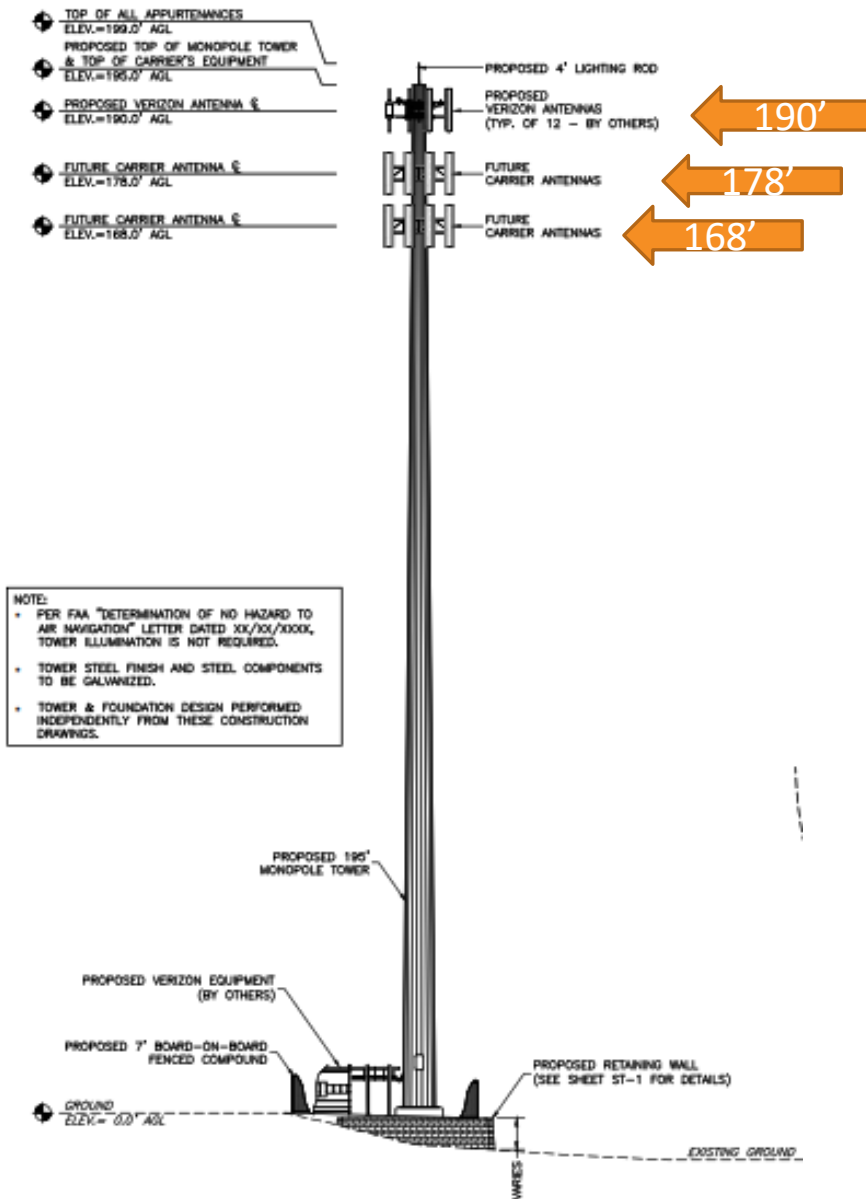 TOP OF ALL APPURTENANCES
ELEV.=199.0' AGL
PROPOSED TOP OF MONOPOLE TOWER
& TOP OF CARRIER'S EQUIPMENT
ELEV.=195.0' AGL
PROPOSED VERIZON ANTENNA ℄
ELEV.=190.0' AGL
FUTURE CARRIER ANTENNA ℄
ELEV.=178.0' AGL
FUTURE CARRIER ANTENNA ℄
ELEV.=168.0' AGL
PROPOSED 4' LIGHTING ROD
PROPOSED
VERIZON ANTENNAS
(TYP. OF 12 - BY OTHERS)
190'
FUTURE
CARRIER ANTENNAS
178'
FUTURE
CARRIER ANTENNAS
168'
NOTE:
• PER FAA "DETERMINATION OF NO HAZARD TO
AIR NAVIGATION" LETTER DATED XX/XX/XXXX,
TOWER ILLUMINATION IS NOT REQUIRED.
• TOWER STEEL FINISH AND STEEL COMPONENTS
TO BE GALVANIZED.
• TOWER & FOUNDATION DESIGN PERFORMED
INDEPENDENTLY FROM THESE CONSTRUCTION
DRAWINGS.
PROPOSED 195'
MONOPOLE TOWER
PROPOSED VERIZON EQUIPMENT
(BY OTHERS)
PROPOSED 7' BOARD-ON-BOARD
FENCED COMPOUND
PROPOSED RETAINING WALL
(SEE SHEET ST-1 FOR DETAILS)
GROUND
ELEV.= 0.0' AGL
EXISTING GROUND
VARIES